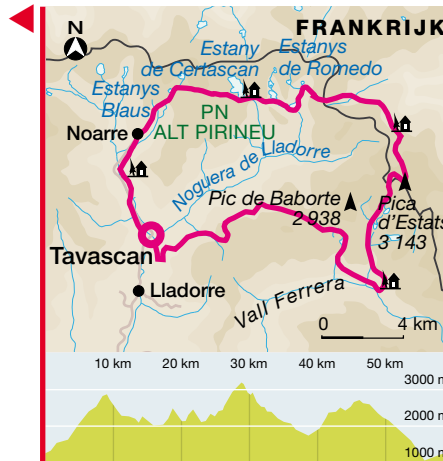 N
FRANKRIJK
Estany
de Certascan
Estanys
de Romedo
Estanys
Blaus
PN
ALT PIRINEU
Noarre
Noguera de Lladorre
Pic de Baborte
2 938
Pica
d'Estats
3 143
Tavascan
Lladorre
Vall Ferrera
0 4 km
10 km 20 km 30 km 40 km 50 km
3000 m
2000 m
1000 m